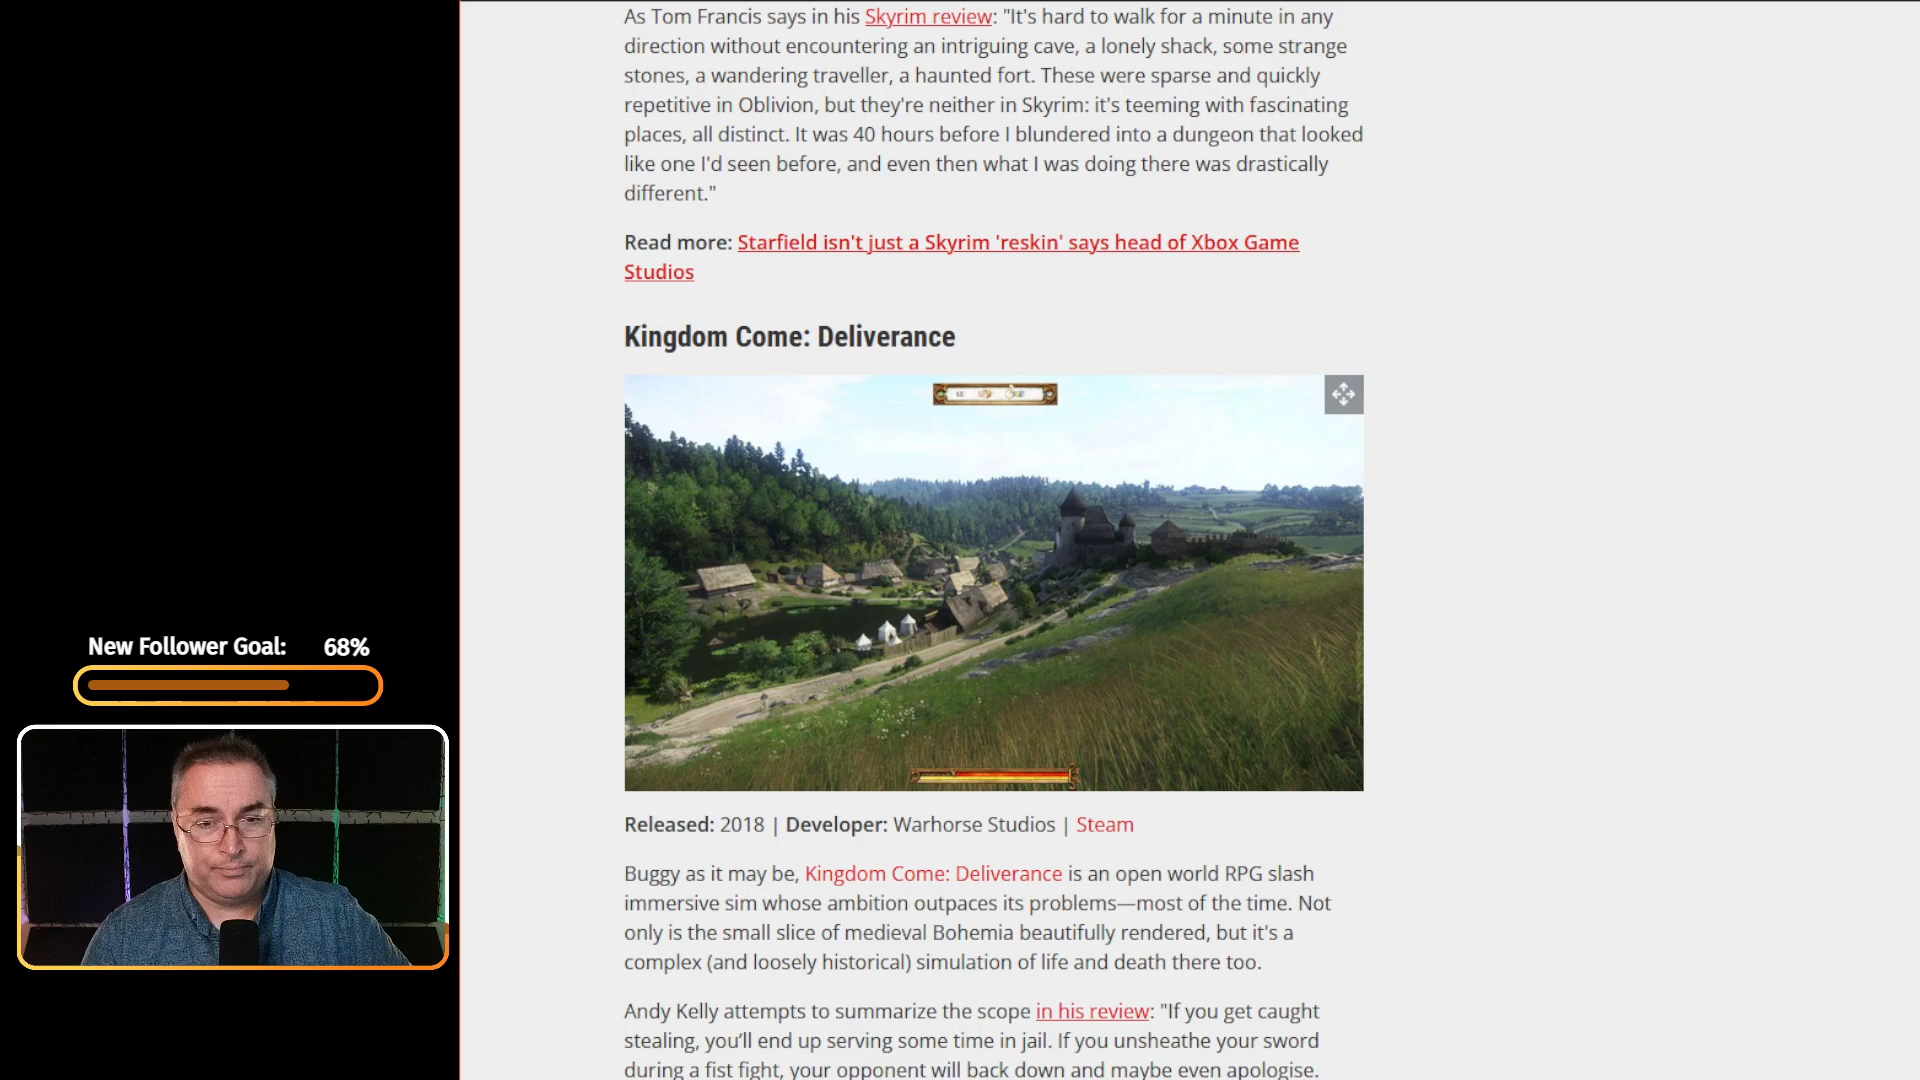 As Tom Francis says in his Skyrim review: "It's hard to walk for a minute in any
direction without encountering an intriguing cave, a lonely shack, some strange
stones, a wandering traveller, a haunted fort. These were sparse and quickly
repetitive in Oblivion, but they're neither in Skyrim: it's teeming with fascinating
places, all distinct. It was 40 hours before I blundered into a dungeon that looked
like one I'd seen before, and even then what I was doing there was drastically
different."
Read more: Starfield isn't just a Skyrim 'reskin' says head of Xbox Game
Studios
Kingdom Come: Deliverance
Released: 2018 | Developer: Warhorse Studios | Steam
Buggy as it may be, Kingdom Come: Deliverance is an open world RPG slash
immersive sim whose ambition outpaces its problems—most of the time. Not
only is the small slice of medieval Bohemia beautifully rendered, but it's a
complex (and loosely historical) simulation of life and death there too.
Andy Kelly attempts to summarize the scope in his review: "If you get caught
stealing, you’ll end up serving some time in jail. If you unsheathe your sword
during a fist fight, your opponent will back down and maybe even apologise.
New Follower Goal: 68%